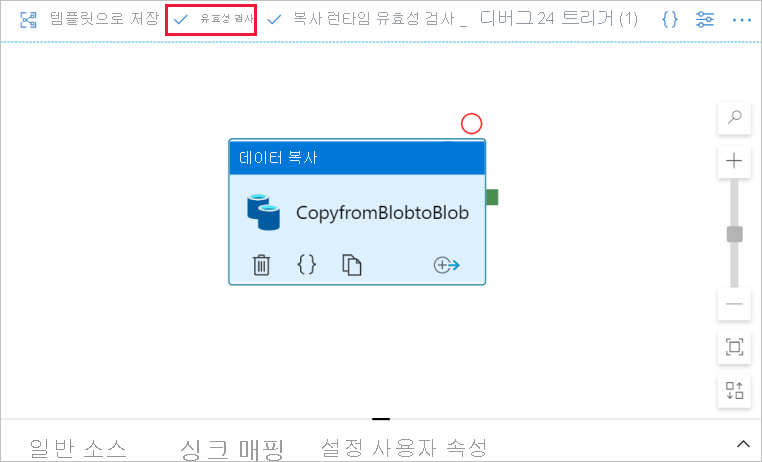 템플릿으로 저장 유효성 검사 복사 런타임 유효성 검사 _ 디버그 24 트리거 (1)
데이터 복사
CopyfromBlobtoBlob
일반 소스 싱크 매핑 설정 사용자 속성